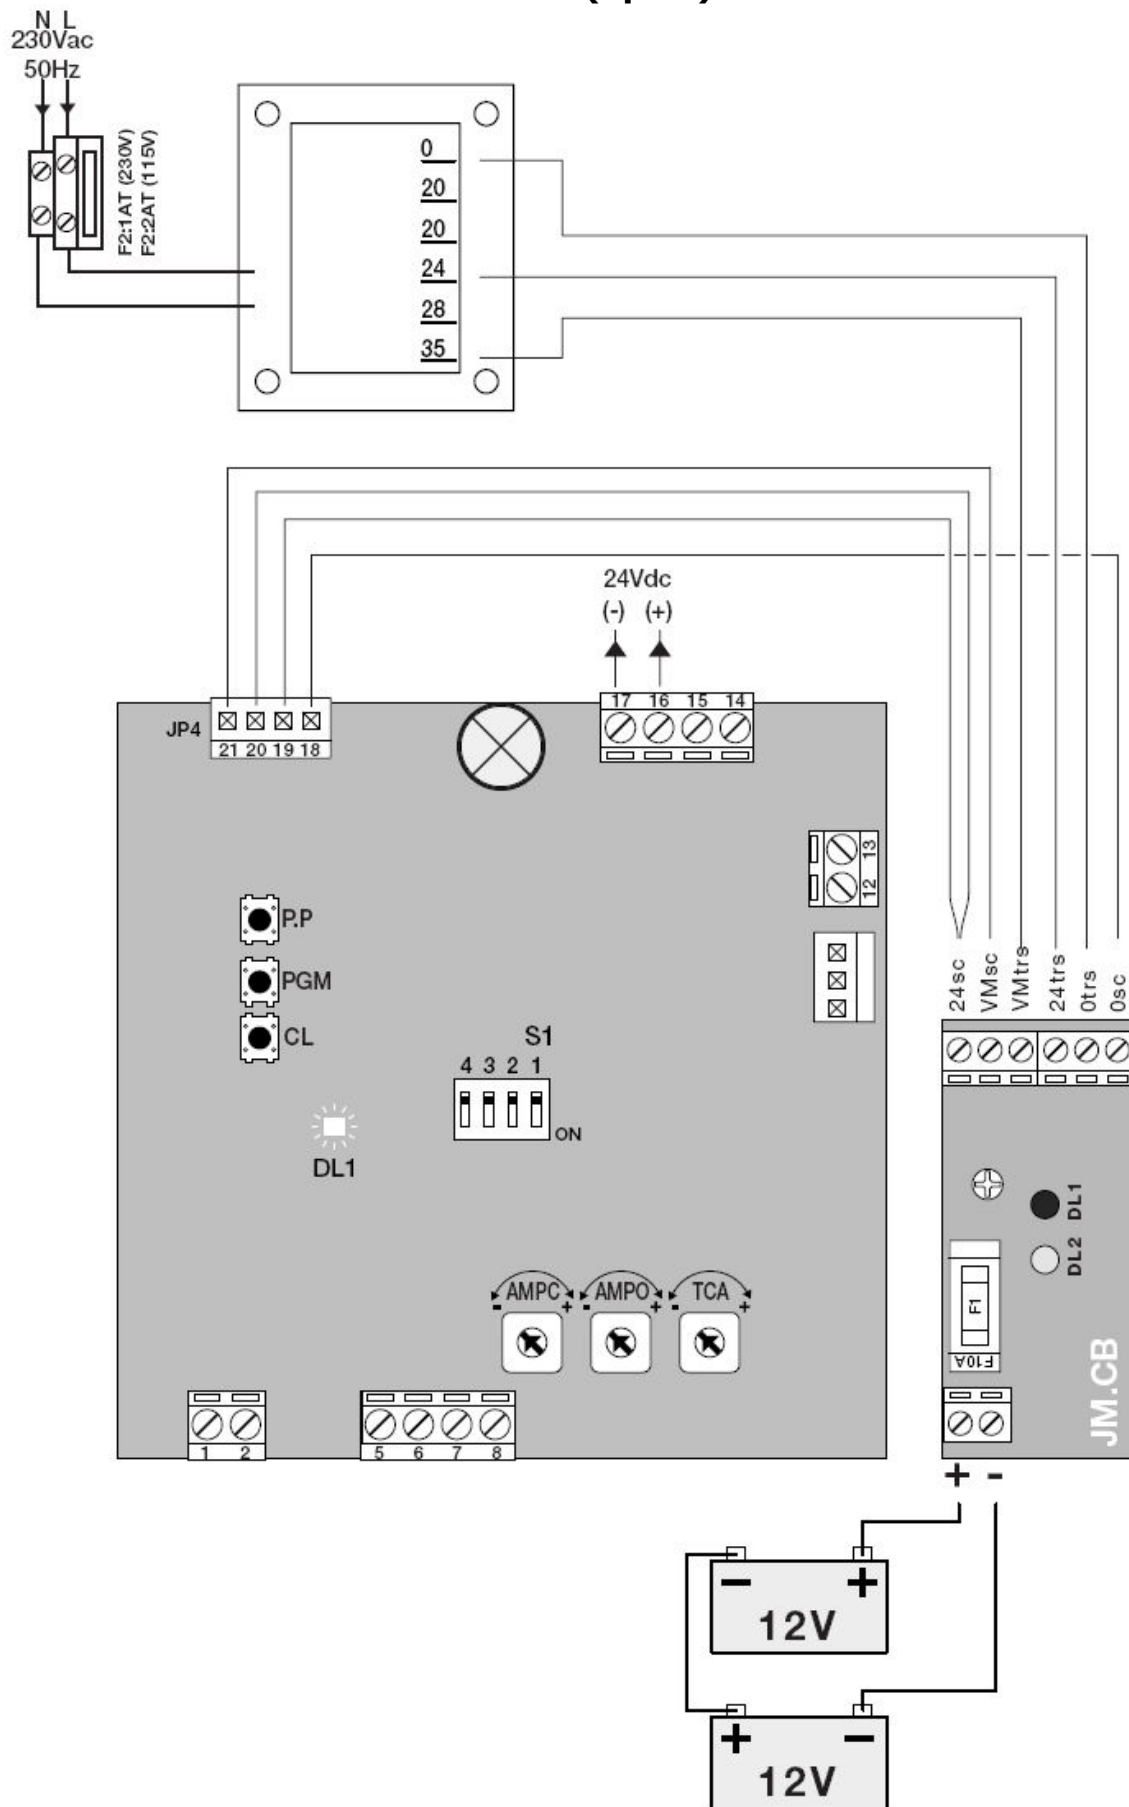 N L
230Vac
50Hz
F2:1AT (230V)
F2:2AT (115V)
0
20
20
24
28
35
24Vdc
(-) (+)
17 16 15 14
JP4
21 20 19 18
13
12
P.P
PGM
CL
S1
4 3 2 1
ON
DL1
24sc
VMsc
VMtrs
24trs
0trs
0sc
DL1
DL2
F1
F10A
JM.CB
AMPC
- +
AMPO
- +
TCA
- +
1 2
5 6 7 8
+ -
- +
12V
+ -
12V